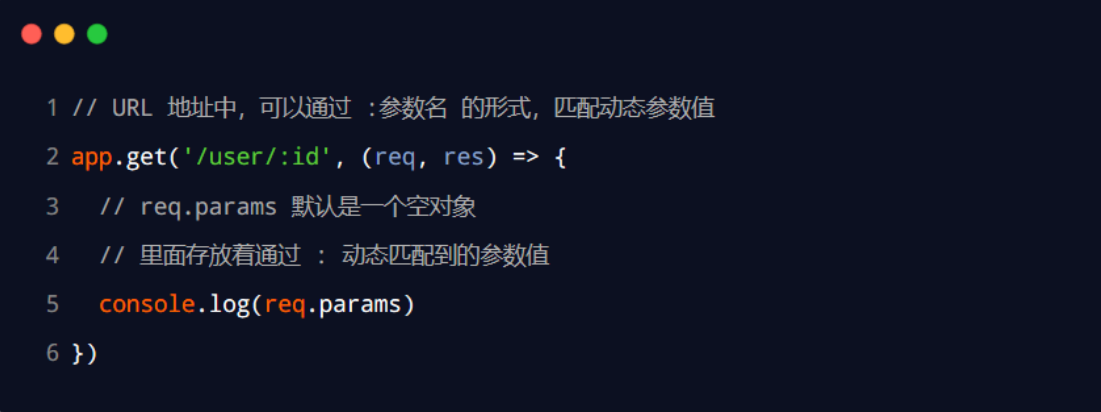 1 // URL 地址中，可以通过 :参数名 的形式，匹配动态参数值
2 app.get('/user/:id', (req, res) => {
3   // req.params 默认是一个空对象
4   // 里面存放着通过 : 动态匹配到的参数值
5   console.log(req.params)
6 })